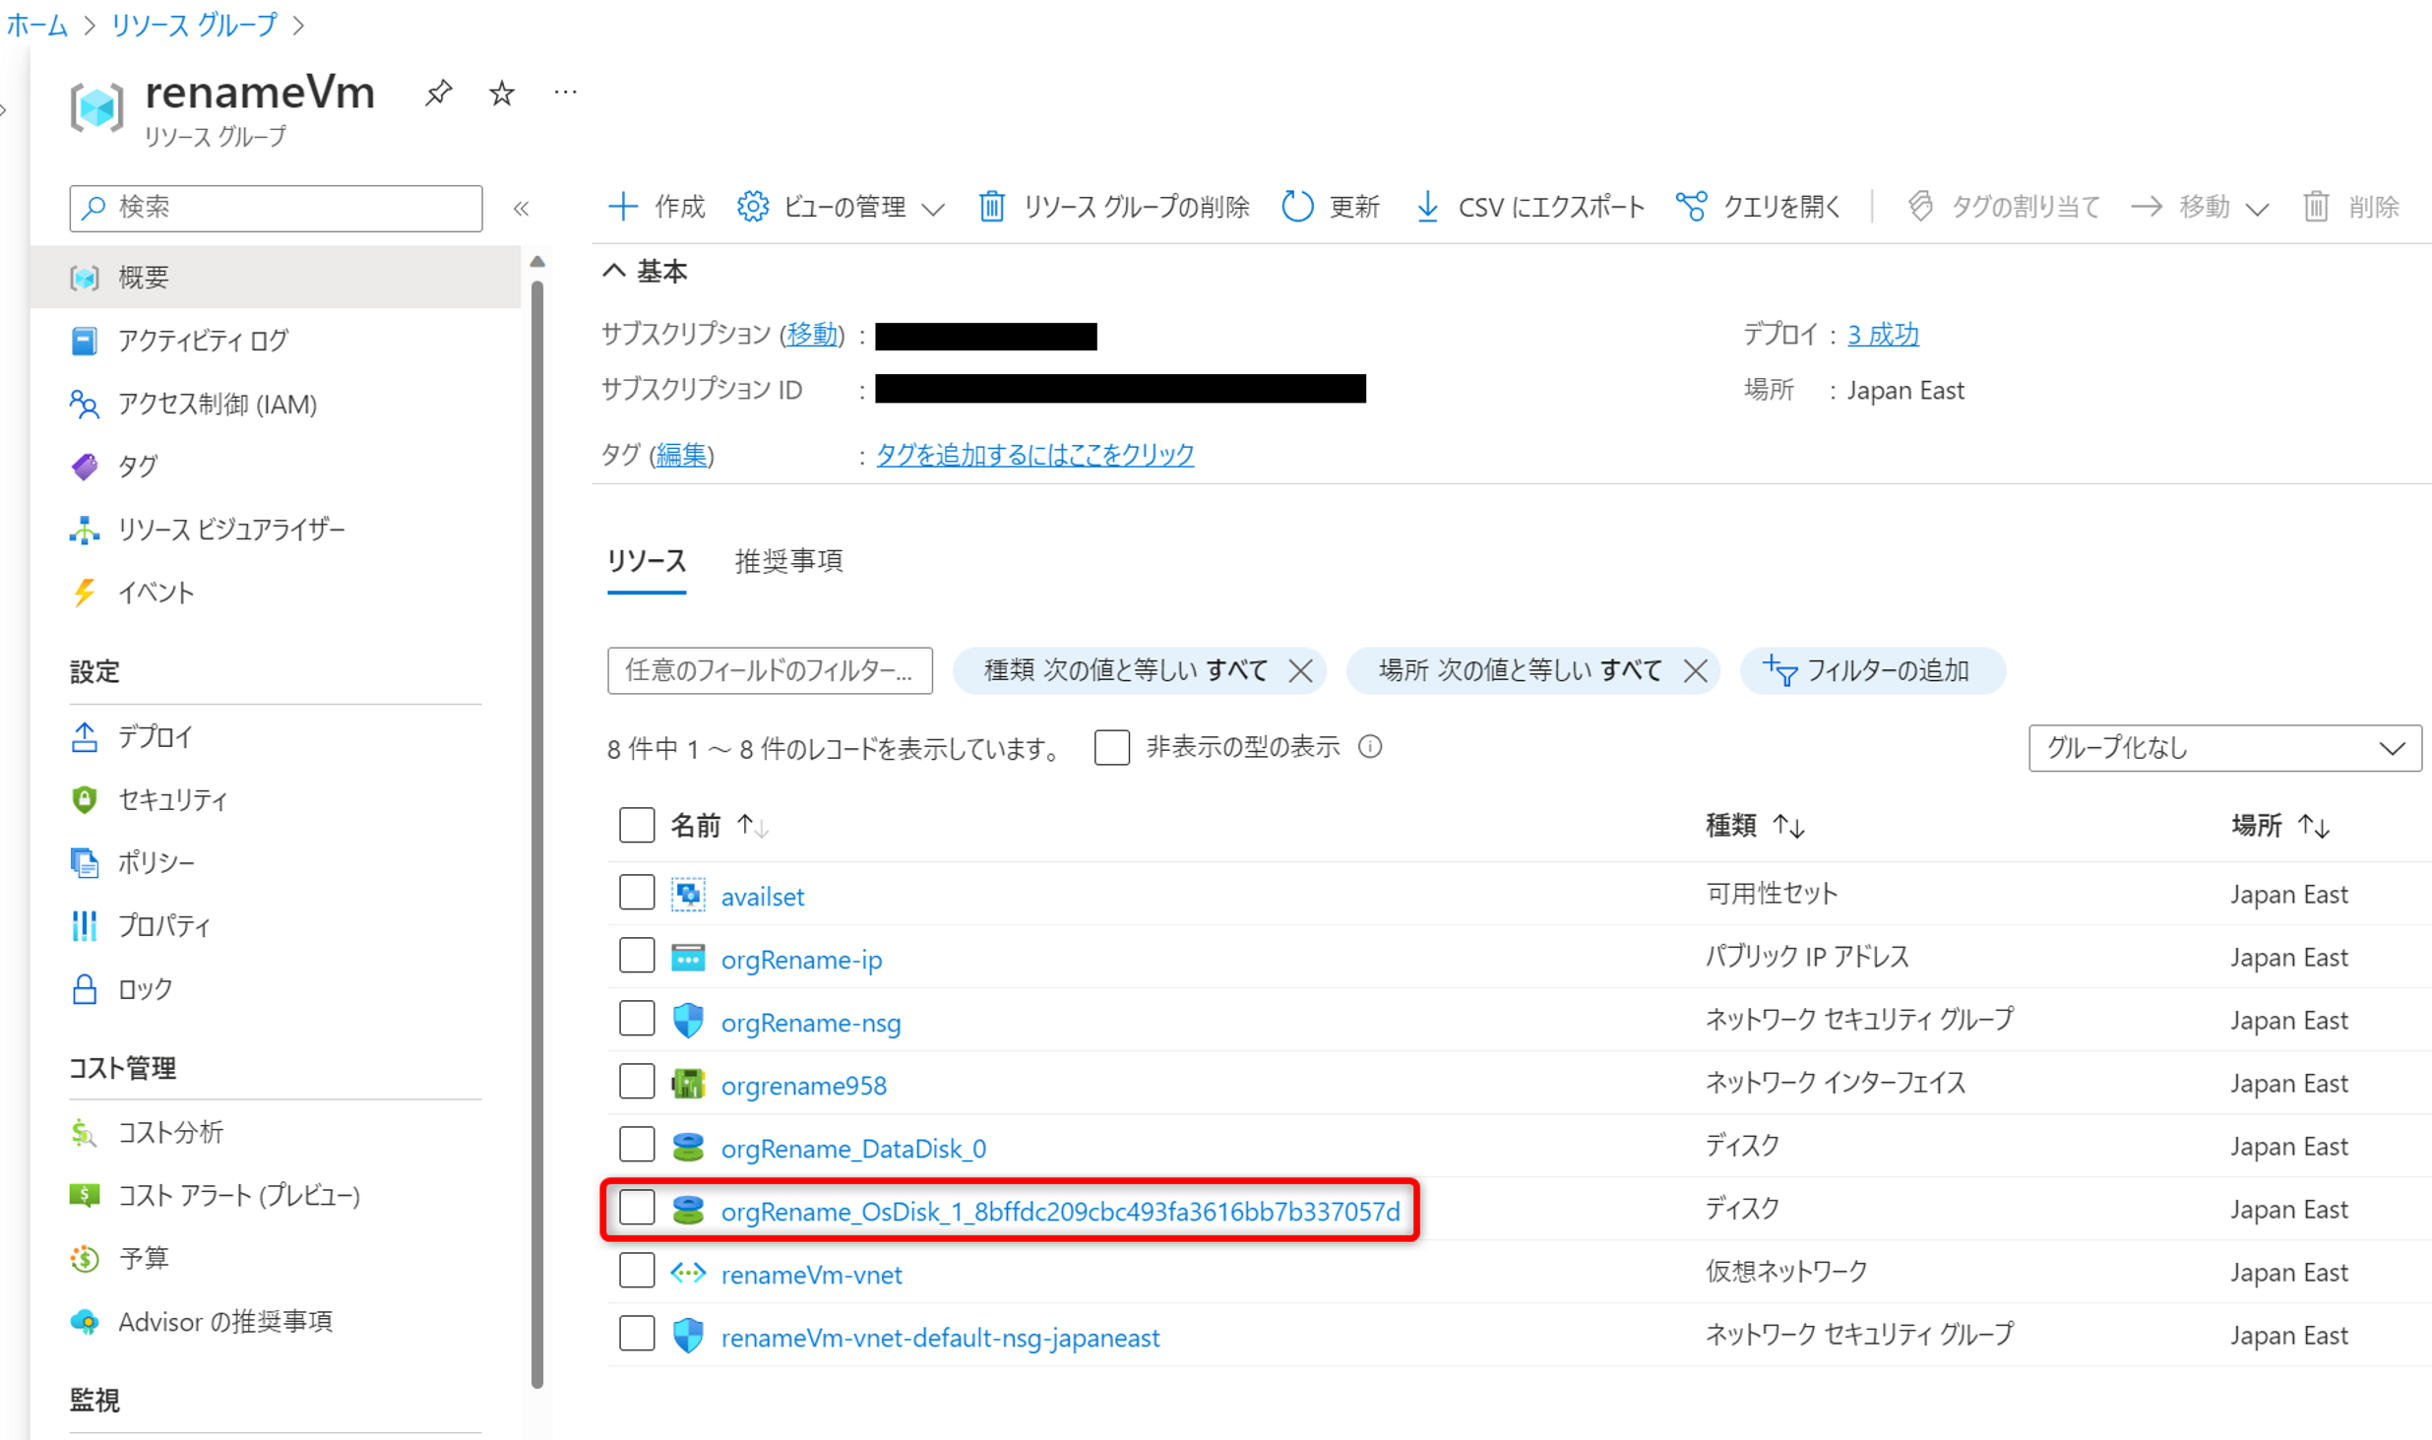 ホーム > リソース グループ >
renameVm
リソース グループ
検索
概要
アクティビティ ログ
アクセス制御 (IAM)
タグ
リソース ビジュアライザー
イベント
設定
デプロイ
セキュリティ
ポリシー
プロパティ
ロック
コスト管理
コスト分析
コスト アラート (プレビュー)
予算
Advisor の推奨事項
監視
作成 ビューの管理 リソース グループの削除 更新 CSV にエクスポート クエリを開く タグの割り当て 移動 削除
基本
サブスクリプション (移動) :
サブスクリプション ID :
タグ (編集) : タグを追加するにはここをクリック
デプロイ : 3 成功
場所 : Japan East
リソース 推奨事項
任意のフィールドのフィルター... 種類 次の値と等しい すべて 場所 次の値と等しい すべて フィルターの追加
8 件中 1 ～ 8 件のレコードを表示しています。 非表示の型の表示 グループ化なし
名前 種類 場所
availset 可用性セット Japan East
orgRename-ip パブリック IP アドレス Japan East
orgRename-nsg ネットワーク セキュリティ グループ Japan East
orgrename958 ネットワーク インターフェイス Japan East
orgRename_DataDisk_0 ディスク Japan East
orgRename_OsDisk_1_8bffdc209cbc493fa3616bb7b337057d ディスク Japan East
renameVm-vnet 仮想ネットワーク Japan East
renameVm-vnet-default-nsg-japaneast ネットワーク セキュリティ グループ Japan East